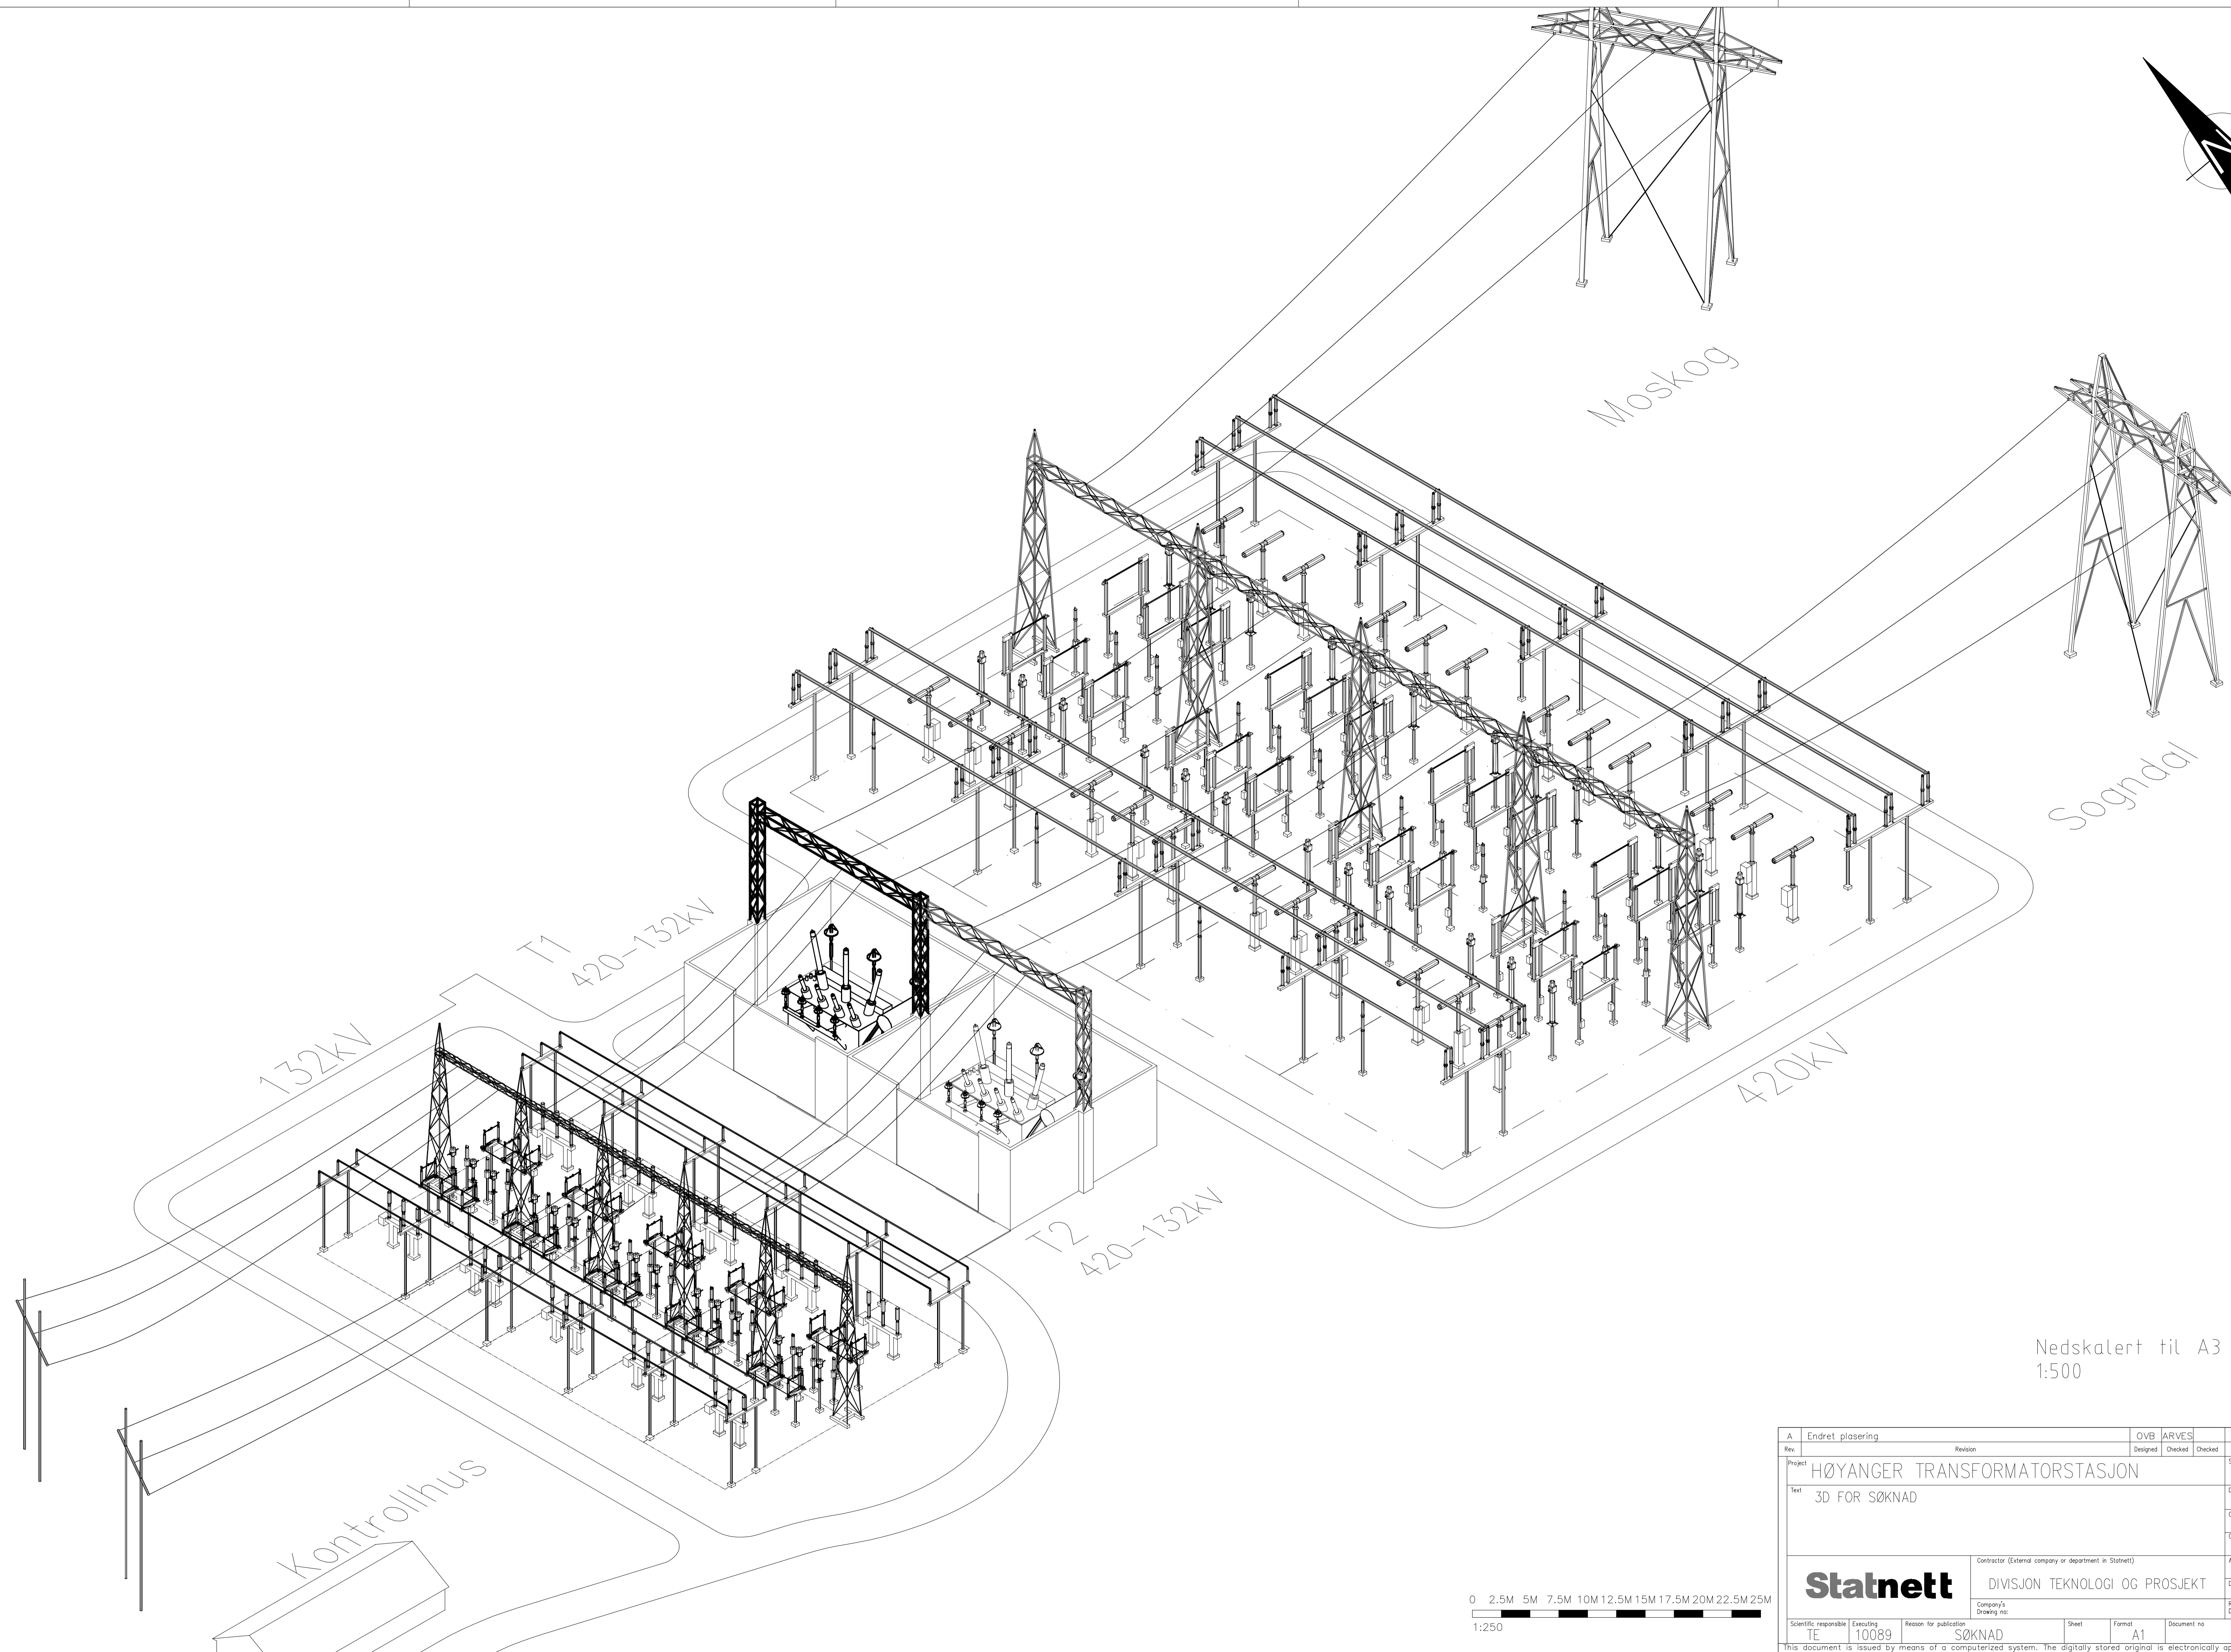 Moskog
Sogndal
T1
420-132kV
132kV
420kV
T2
420-132kV
Kontrollhus
Nedskalert til A3
1:500
0 2.5M 5M 7.5M 10M 12.5M 15M 17.5M 20M 22.5M 25M
1:250
A Endret plasering OVB ARVES
Rev. Revision Designed Checked Checked
Project HØYANGER TRANSFORMATORSTASJON
Text 3D FOR SØKNAD
Contractor (External company or department in Statnett)
Statnett DIVISJON TEKNOLOGI OG PROSJEKT
Company's
Drawing no:
Scientific responsible Executing Reason for publication Sheet Format Document no
TE 10089 SØKNAD A1
This document is issued by means of a computerized system. The digitally stored original is electronically